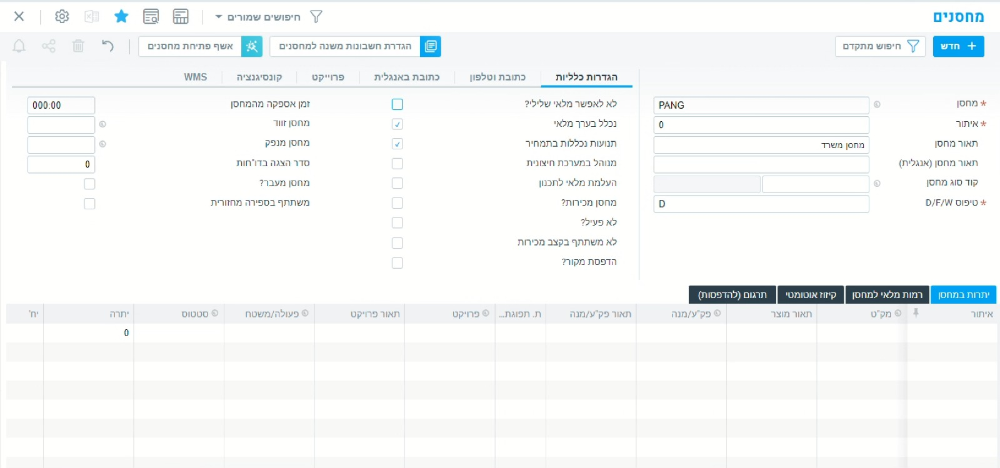 מחסנים
חיפושים שמורים
+ חדש
חיפוש מתקדם
הגדרת חשבונות משנה למחסנים
אשף פתיחת מחסנים
* מחסן
PANG
* איתור
0
תאור מחסן
מחסן משרד
תאור מחסן (אנגלית)
קוד סוג מחסן
* טיפוס D/F/W
D
הגדרות כלליות
כתובת וטלפון
כתובת באנגלית
פרוייקט
קונסיגנציה
WMS
לא לאפשר מלאי שלילי?
נכלל בערך מלאי
תנועות נכללות בתמחיר
מנוהל במערכת חיצונית
העלמת מלאי לתכנון
מחסן מכירות?
לא פעיל?
לא משתתף בקצב מכירות
הדפסת מקור?
זמן אספקה מהמחסן
000:00
מחסן זווד
מחסן מנפק
סדר הצגה בדו"חות
0
מחסן מעבר?
משתתף בספירה מחזורית
יתרות במחסן
רמות מלאי למחסן
קיזוז אוטומטי
תרגום (להדפסות)
איתור
מק"ט
תאור מוצר
פק"ע/מנה
תאור פק"ע/מנה
ת. תפוגת...
פרויקט
תאור פרויקט
פעולה/משטח
סטטוס
יתרה
יח'
0